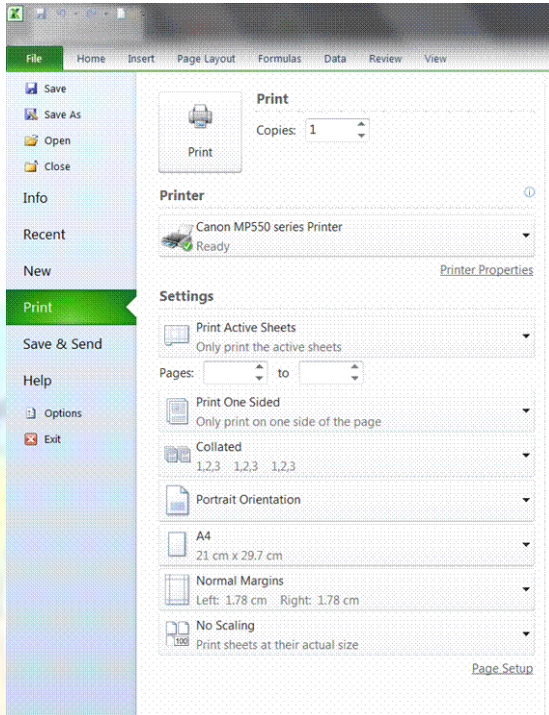 File Home Insert Page Layout Formulas Data Review View
Save
Save As
Open
Close
Info
Recent
New
Print
Save & Send
Help
Options
Exit
Print
Print
Copies: 1
Printer
Canon MP550 series Printer
Ready
Printer Properties
Settings
Print Active Sheets
Only print the active sheets
Pages: to
Print One Sided
Only print on one side of the page
Collated
1,2,3 1,2,3 1,2,3
Portrait Orientation
A4
21 cm x 29.7 cm
Normal Margins
Left: 1.78 cm Right: 1.78 cm
No Scaling
100
Print sheets at their actual size
Page Setup